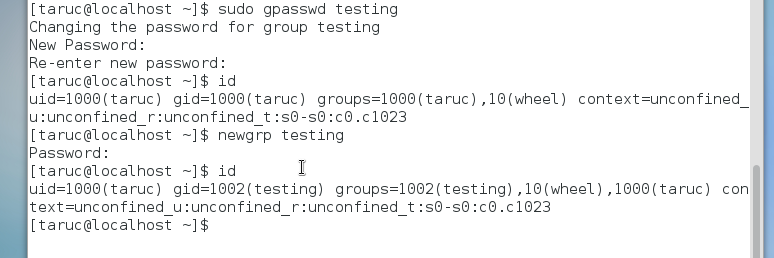 [taruc@localhost ~]$ sudo gpasswd testing
Changing the password for group testing
New Password:
Re-enter new password:
[taruc@localhost ~]$ id
uid=1000(taruc) gid=1000(taruc) groups=1000(taruc),10(wheel) context=unconfined_
u:unconfined_r:unconfined_t:s0-s0:c0.c1023
[taruc@localhost ~]$ newgrp testing
Password:
[taruc@localhost ~]$ id
uid=1000(taruc) gid=1002(testing) groups=1002(testing),10(wheel),1000(taruc) con
text=unconfined_u:unconfined_r:unconfined_t:s0-s0:c0.c1023
[taruc@localhost ~]$